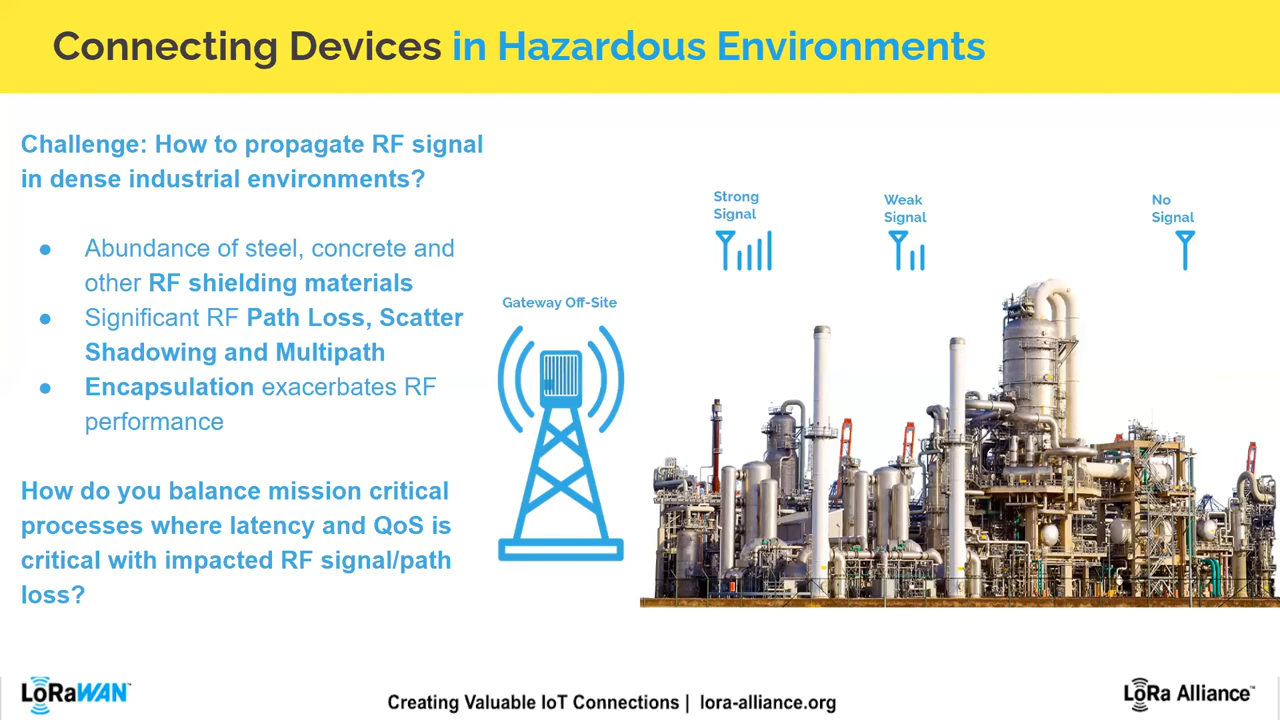 Connecting Devices in Hazardous Environments
Challenge: How to propagate RF signal
in dense industrial environments?
● Abundance of steel, concrete and
other RF shielding materials
● Significant RF Path Loss, Scatter
Shadowing and Multipath
● Encapsulation exacerbates RF
performance
How do you balance mission critical
processes where latency and QoS is
critical with impacted RF signal/path
loss?
Gateway Off-Site
Strong
Signal
Weak
Signal
No
Signal
LoRaWAN™
Creating Valuable IoT Connections | lora-alliance.org
LoRa Alliance™